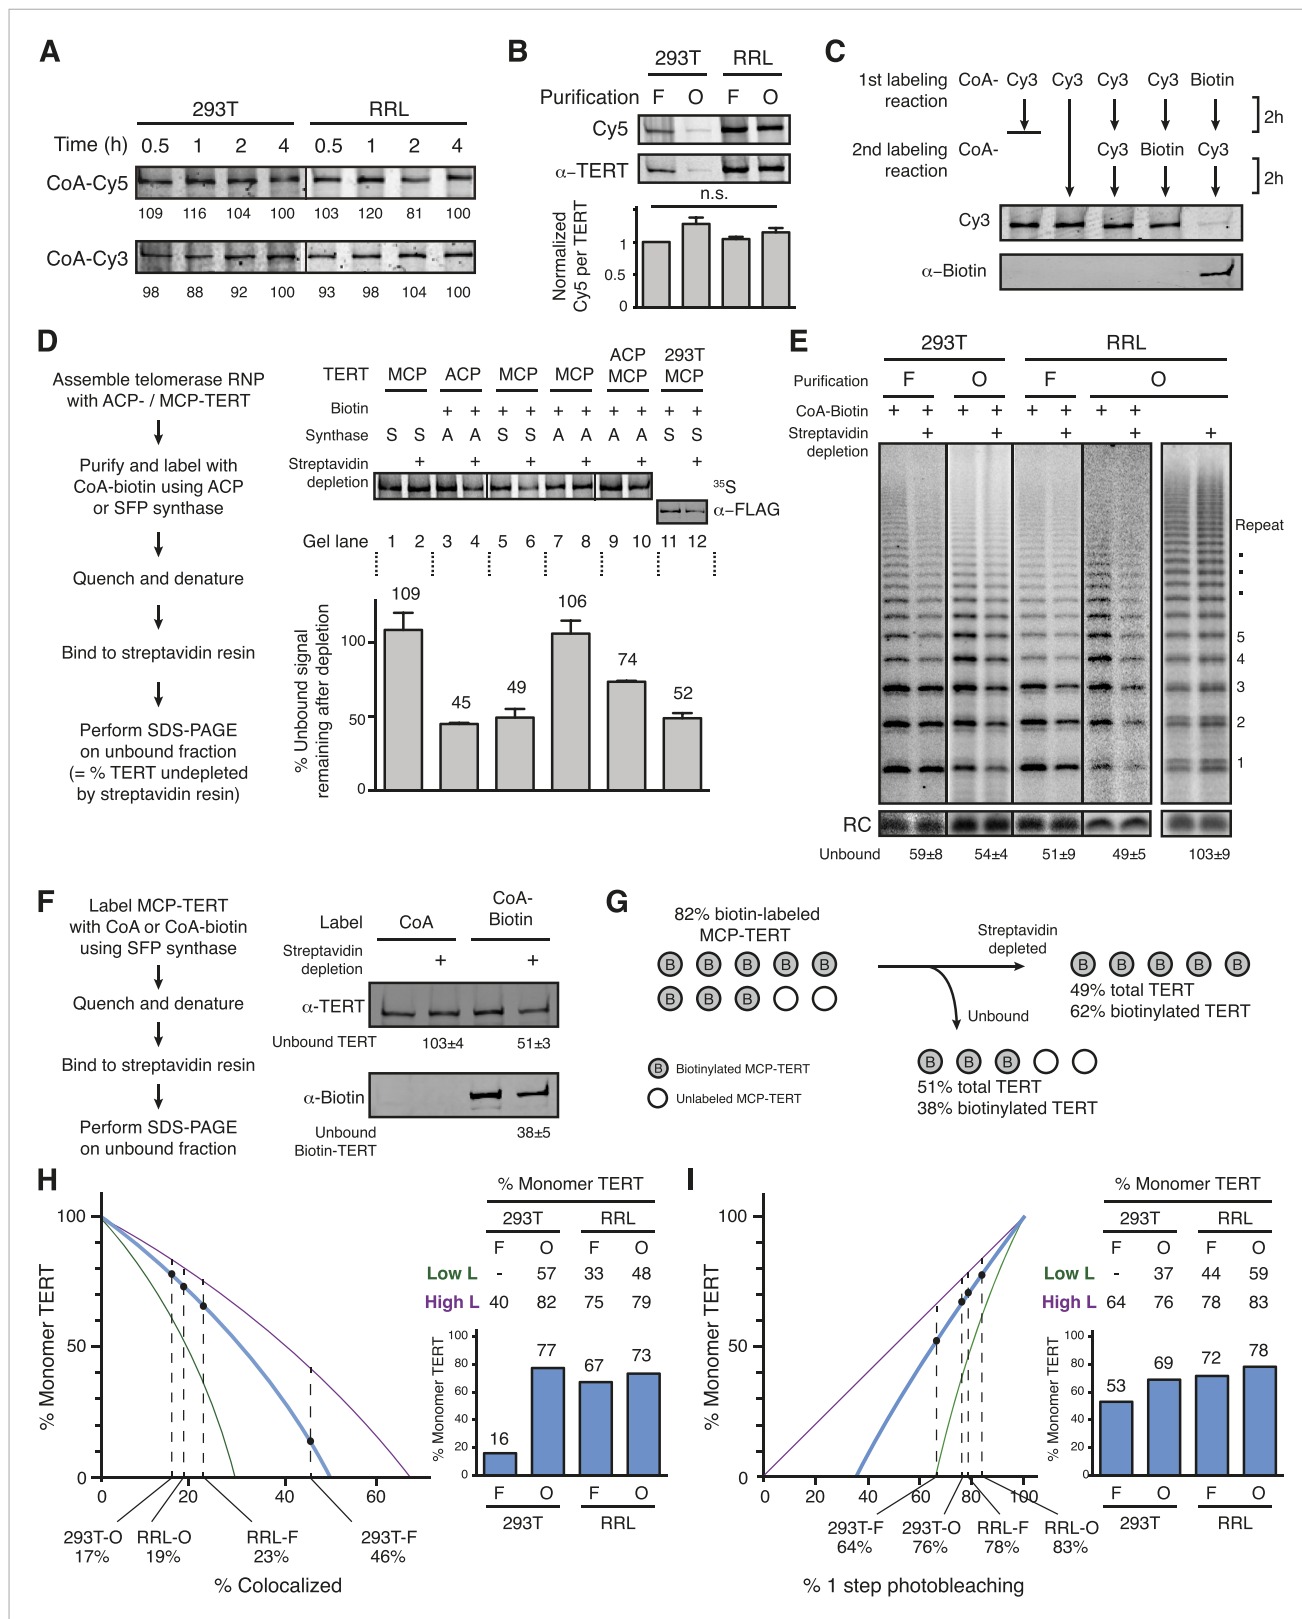 A
293T RRL
Time (h) 0.5 1 2 4 0.5 1 2 4
CoA-Cy5
109 116 104 100 103 120 81 100
CoA-Cy3
98 88 92 100 93 98 104 100
B
293T RRL
Purification F O F O
Cy5
α-TERT
n.s.
Normalized
Cy5 per TERT
1
0.5
0
C
1st labeling
reaction
CoA- Cy3 Cy3 Cy3 Cy3 Biotin
2h
2nd labeling
reaction
CoA- Cy3 Biotin Cy3
2h
Cy3
α-Biotin
D
Assemble telomerase RNP
with ACP- / MCP-TERT
Purify and label with
CoA-biotin using ACP
or SFP synthase
Quench and denature
Bind to streptavidin resin
Perform SDS-PAGE
on unbound fraction
(= % TERT undepleted
by streptavidin resin)
TERT MCP ACP MCP MCP ACP MCP 293T MCP
Biotin + + + + + + + + + +
Synthase S S A A S S A A A A S S
Streptavidin
depletion
+ + + + + +
35S
α-FLAG
Gel lane 1 2 3 4 5 6 7 8 9 10 11 12
% Unbound signal
remaining after depletion
100
50
0
109 45 49 106 74 52
E
293T RRL
Purification F O F O
CoA-Biotin + + + + + + + +
Streptavidin
depletion
+ + + + +
Repeat
5
4
3
2
1
RC
Unbound 59±8 54±4 51±9 49±5 103±9
F
Label MCP-TERT
with CoA or CoA-biotin
using SFP synthase
Quench and denature
Bind to streptavidin resin
Perform SDS-PAGE
on unbound fraction
Label CoA CoA-
Biotin
Streptavidin
depletion
+ +
α-TERT
Unbound TERT 103±4 51±3
α-Biotin
Unbound
Biotin-TERT
38±5
G
82% biotin-labeled
MCP-TERT
B B B B B
B B B
Streptavidin
depleted
B B B B B
49% total TERT
62% biotinylated TERT
Unbound
B B B
51% total TERT
38% biotinylated TERT
B Biotinylated MCP-TERT
Unlabeled MCP-TERT
H
% Monomer TERT
100
50
0
0 20 40 60
293T-O
17%
RRL-O
19%
RRL-F
23%
293T-F
46%
% Colocalized
% Monomer TERT
293T RRL
F O F O
Low L - 57 33 48
High L 40 82 75 79
% Monomer TERT
100
80
60
40
20
0
16 77 67 73
F O F O
293T RRL
I
% Monomer TERT
100
50
0
0 20 40 60 80 100
293T-F
64%
293T-O
76%
RRL-F
78%
RRL-O
83%
% 1 step photobleaching
% Monomer TERT
293T RRL
F O F O
Low L - 37 44 59
High L 64 76 78 83
% Monomer TERT
100
80
60
40
20
0
53 69 72 78
F O F O
293T RRL